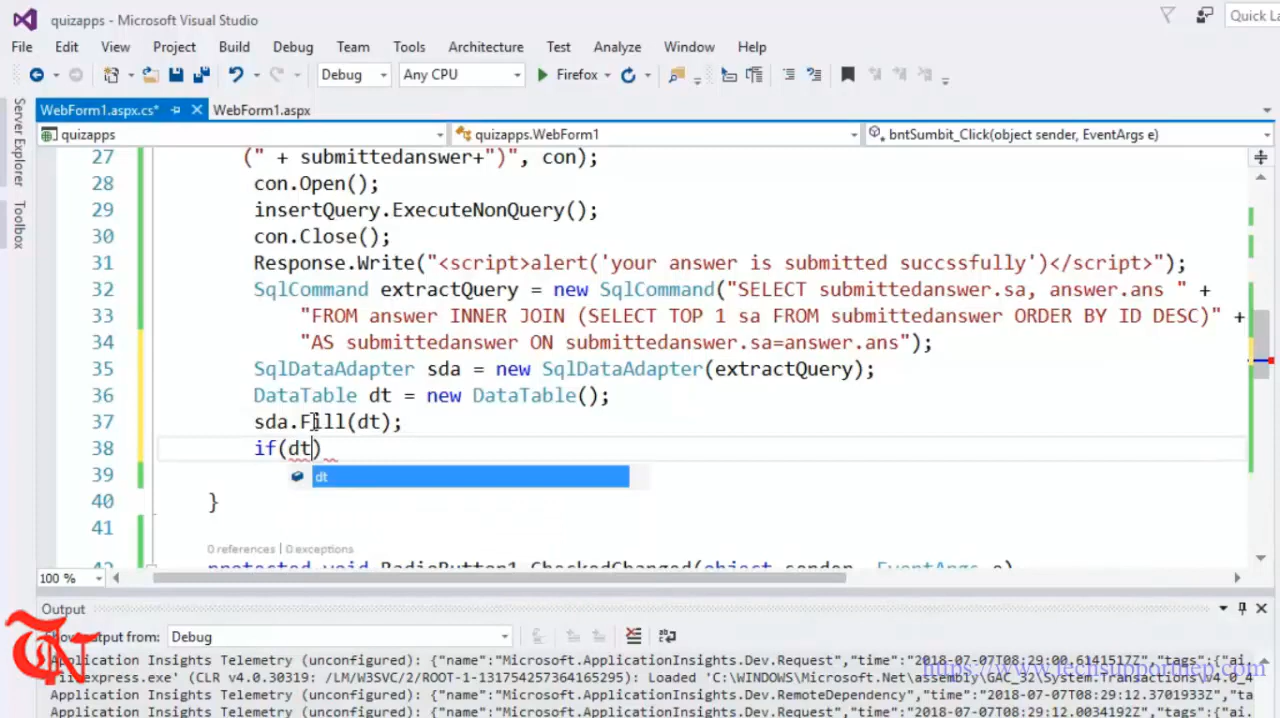 quizapps - Microsoft Visual Studio
Quick La
File Edit View Project Build Debug Team Tools Architecture Test Analyze Window Help
Debug Any CPU Firefox
WebForm1.aspx.cs* WebForm1.aspx
quizapps quizapps.WebForm1 bntSumbit_Click(object sender, EventArgs e)
Server Explorer
Toolbox
27 (" + submittedanswer+")", con);
28 con.Open();
29 insertQuery.ExecuteNonQuery();
30 con.Close();
31 Response.Write("<script>alert('your answer is submitted succssfully')</script>");
32 SqlCommand extractQuery = new SqlCommand("SELECT submittedanswer.sa, answer.ans " +
33 "FROM answer INNER JOIN (SELECT TOP 1 sa FROM submittedanswer ORDER BY ID DESC)" +
34 "AS submittedanswer ON submittedanswer.sa=answer.ans");
35 SqlDataAdapter sda = new SqlDataAdapter(extractQuery);
36 DataTable dt = new DataTable();
37 sda.Fill(dt);
38 if(dt)
39 dt
40 }
41
0 references | 0 exceptions
protected void RadioButton1_CheckedChanged(object sender, EventArgs e)
100 %
Output
Show output from: Debug
Application Insights Telemetry (unconfigured): {"name":"Microsoft.ApplicationInsights.Dev.Request","time":"2018-07-07T08:29:00.6141517Z","tags":{"ai.
'iisexpress.exe' (CLR v4.0.30319: /LM/W3SVC/2/ROOT-1-131754257364165295): Loaded 'C:\WINDOWS\Microsoft.Net\assembly\GAC_32\System.Transactions\v4.0_4
Application Insights Telemetry (unconfigured): {"name":"Microsoft.ApplicationInsights.Dev.RemoteDependency","time":"2018-07-07T08:29:12.3701933Z","ta
Application Insights Telemetry (unconfigured): {"name":"Microsoft.ApplicationInsights.Dev.Request","time":"2018-07-07T08:29:12.0034192Z","tags":{"ai.